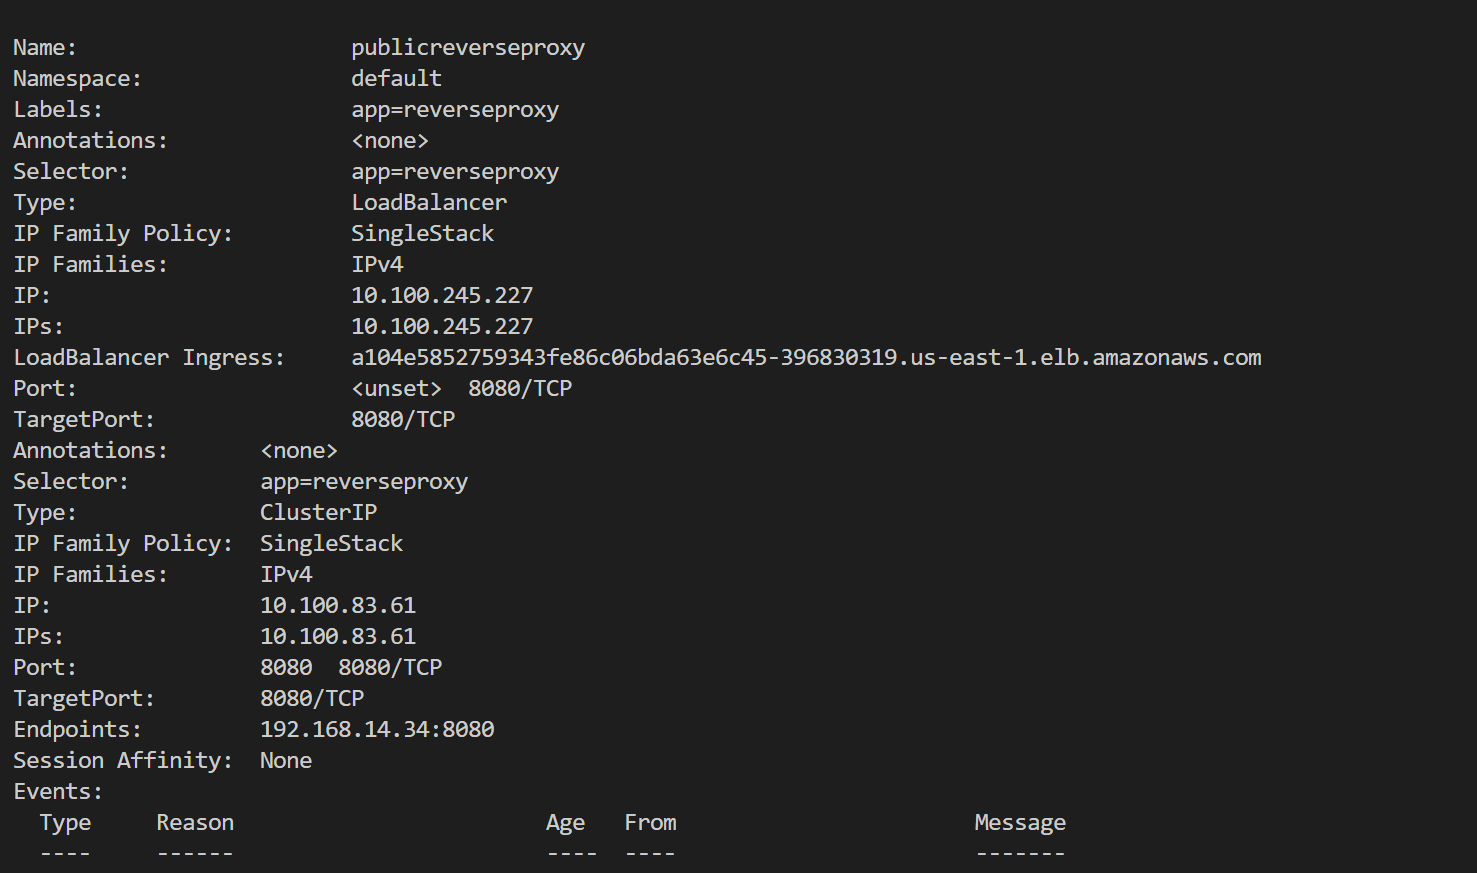 Name:                     publicreverseproxy
Namespace:                default
Labels:                   app=reverseproxy
Annotations:              <none>
Selector:                 app=reverseproxy
Type:                     LoadBalancer
IP Family Policy:         SingleStack
IP Families:              IPv4
IP:                       10.100.245.227
IPs:                      10.100.245.227
LoadBalancer Ingress:     a104e5852759343fe86c06bda63e6c45-396830319.us-east-1.elb.amazonaws.com
Port:                     <unset>  8080/TCP
TargetPort:               8080/TCP
Annotations:       <none>
Selector:          app=reverseproxy
Type:              ClusterIP
IP Family Policy:  SingleStack
IP Families:       IPv4
IP:                10.100.83.61
IPs:               10.100.83.61
Port:              8080  8080/TCP
TargetPort:        8080/TCP
Endpoints:         192.168.14.34:8080
Session Affinity:  None
Events:
  Type     Reason                        Age   From                       Message
  ----     ------                        ----  ----                       -------